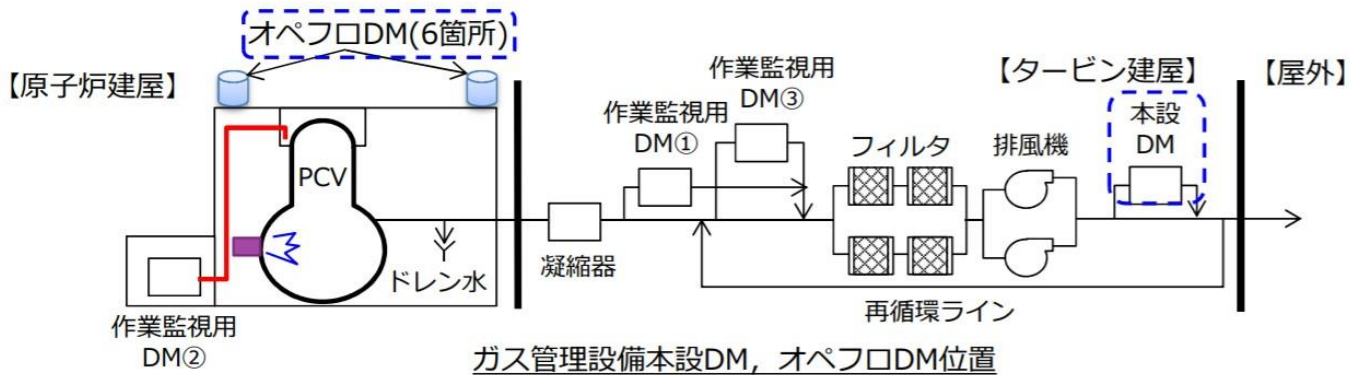 オペフロDM(6箇所)
【原子炉建屋】
作業監視用
DM③
【タービン建屋】
【屋外】
作業監視用
DM①
本設
DM
フィルタ
排風機
PCV
凝縮器
ドレン水
再循環ライン
作業監視用
DM②
ガス管理設備本設DM，オペフロDM位置